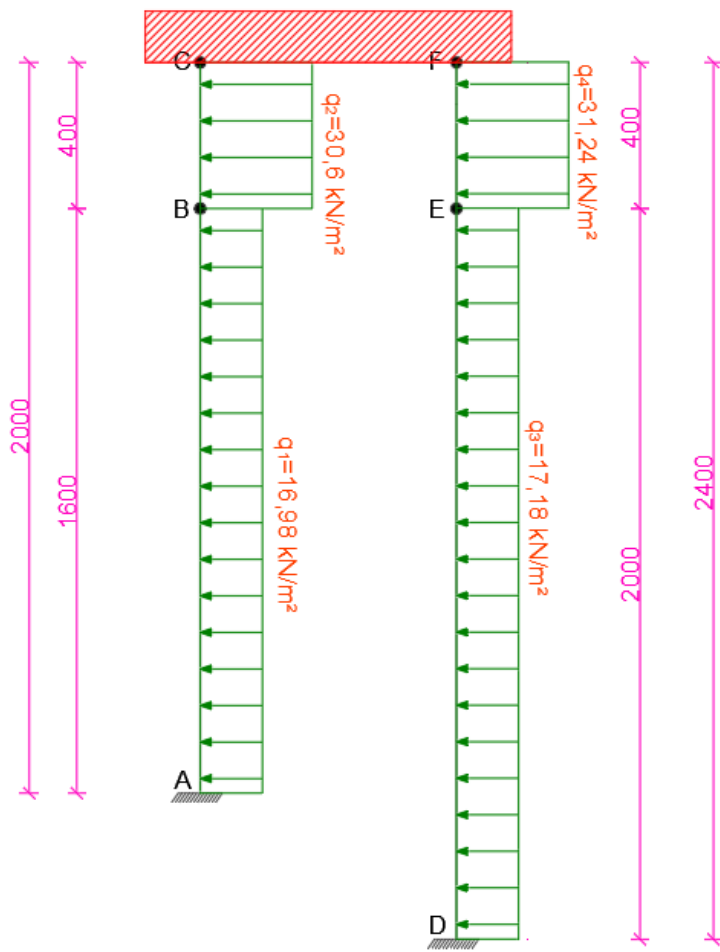 C
F
q₂=30,6 kN/m²
q₄=31,24 kN/m²
400
400
B
E
2000
1600
q₁=16,98 kN/m²
q₃=17,18 kN/m²
2000
2400
A
D